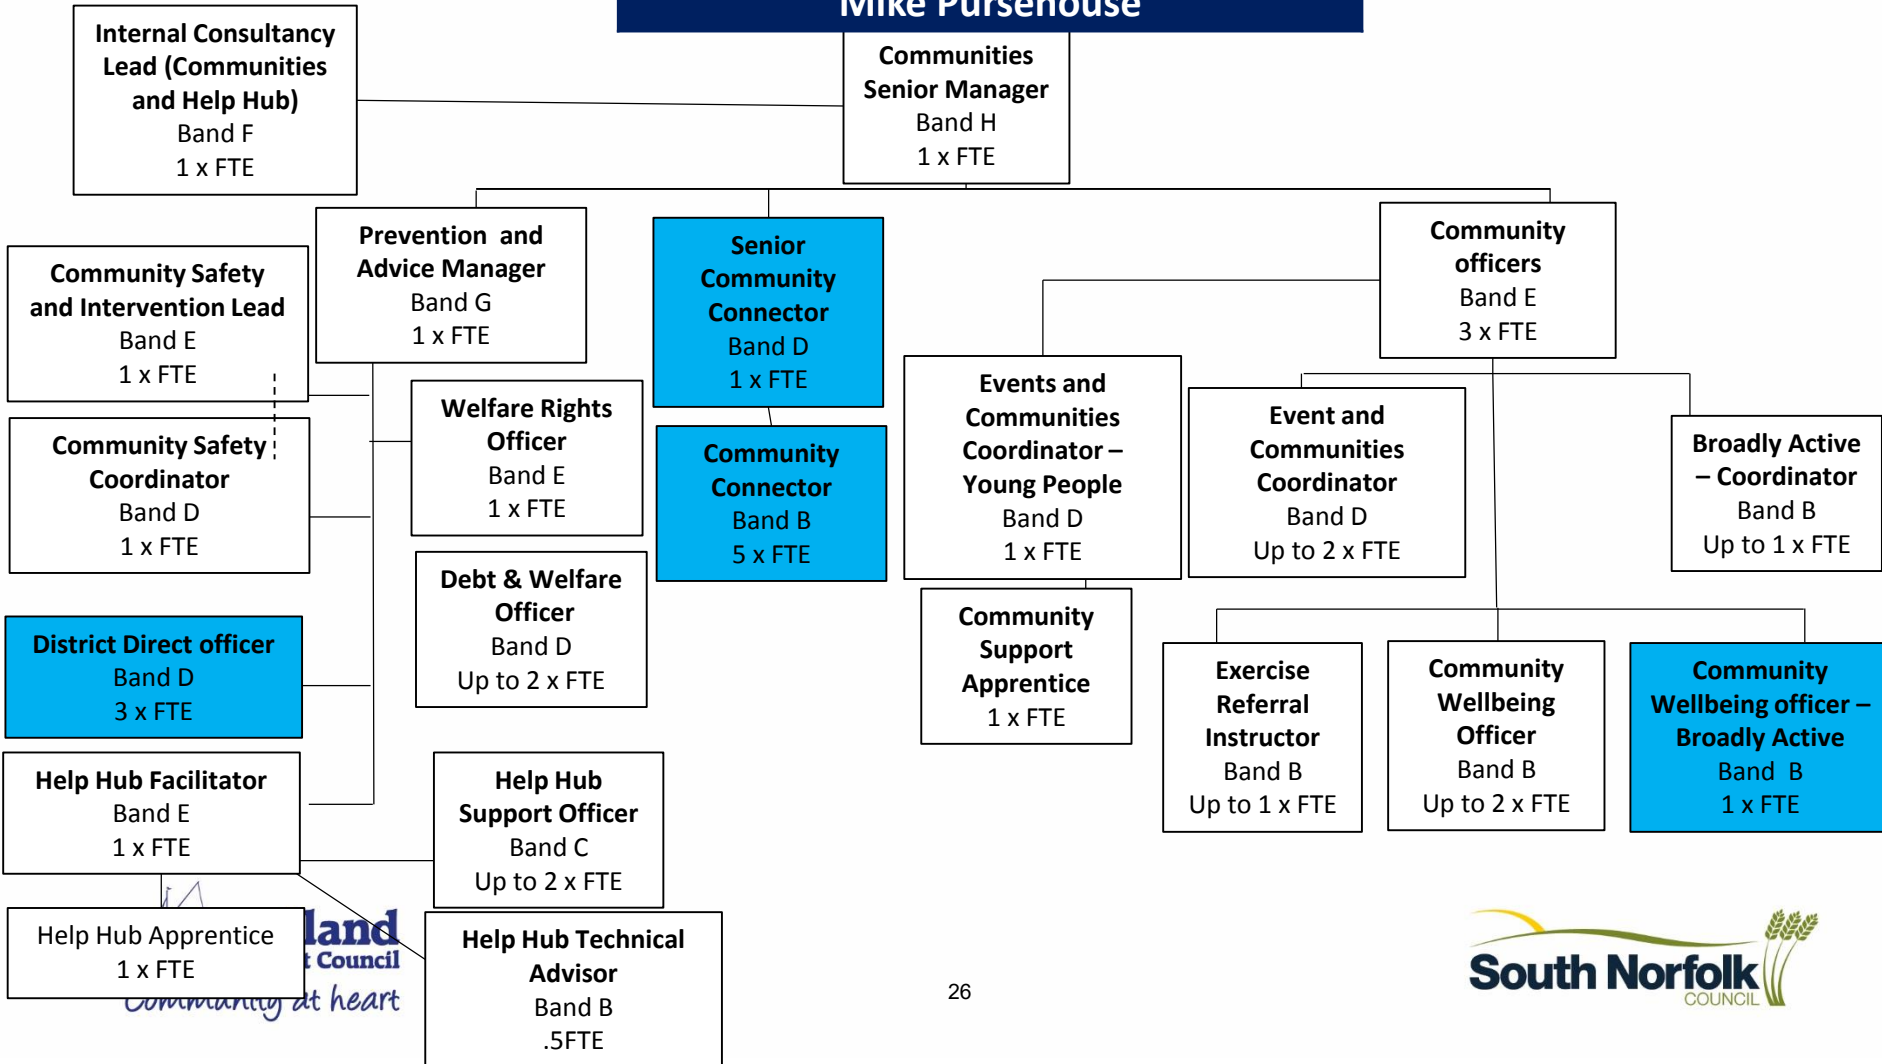 Mike Pursehouse
Internal Consultancy
Lead (Communities
and Help Hub)
Band F
1 x FTE
Communities
Senior Manager
Band H
1 x FTE
Prevention and
Advice Manager
Band G
1 x FTE
Senior
Community
Connector
Band D
1 x FTE
Community
officers
Band E
3 x FTE
Community Safety
and Intervention Lead
Band E
1 x FTE
Community Safety
Coordinator
Band D
1 x FTE
Welfare Rights
Officer
Band E
1 x FTE
Community
Connector
Band B
5 x FTE
Events and
Communities
Coordinator –
Young People
Band D
1 x FTE
Event and
Communities
Coordinator
Band D
Up to 2 x FTE
Broadly Active
– Coordinator
Band B
Up to 1 x FTE
Debt & Welfare
Officer
Band D
Up to 2 x FTE
District Direct officer
Band D
3 x FTE
Community
Support
Apprentice
1 x FTE
Exercise
Referral
Instructor
Band B
Up to 1 x FTE
Community
Wellbeing
Officer
Band B
Up to 2 x FTE
Community
Wellbeing officer –
Broadly Active
Band B
1 x FTE
Help Hub Facilitator
Band E
1 x FTE
Help Hub
Support Officer
Band C
Up to 2 x FTE
Help Hub Apprentice
1 x FTE
Help Hub Technical
Advisor
Band B
.5FTE
land
t Council
Community at heart
26
South Norfolk
COUNCIL